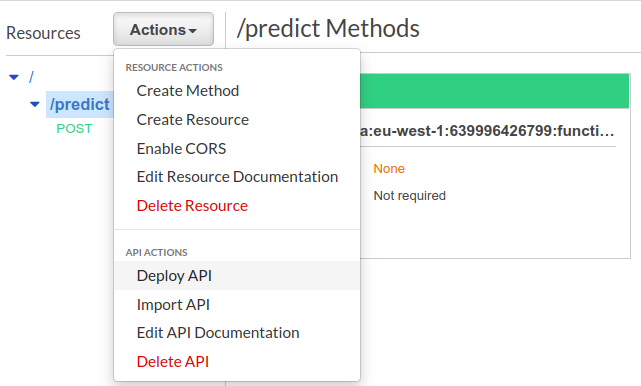 Resources
Actions
/predict Methods
/
/predict
POST
RESOURCE ACTIONS
Create Method
Create Resource
Enable CORS
Edit Resource Documentation
Delete Resource
API ACTIONS
Deploy API
Import API
Edit API Documentation
Delete API
a:eu-west-1:639996426799:functi...
None
Not required